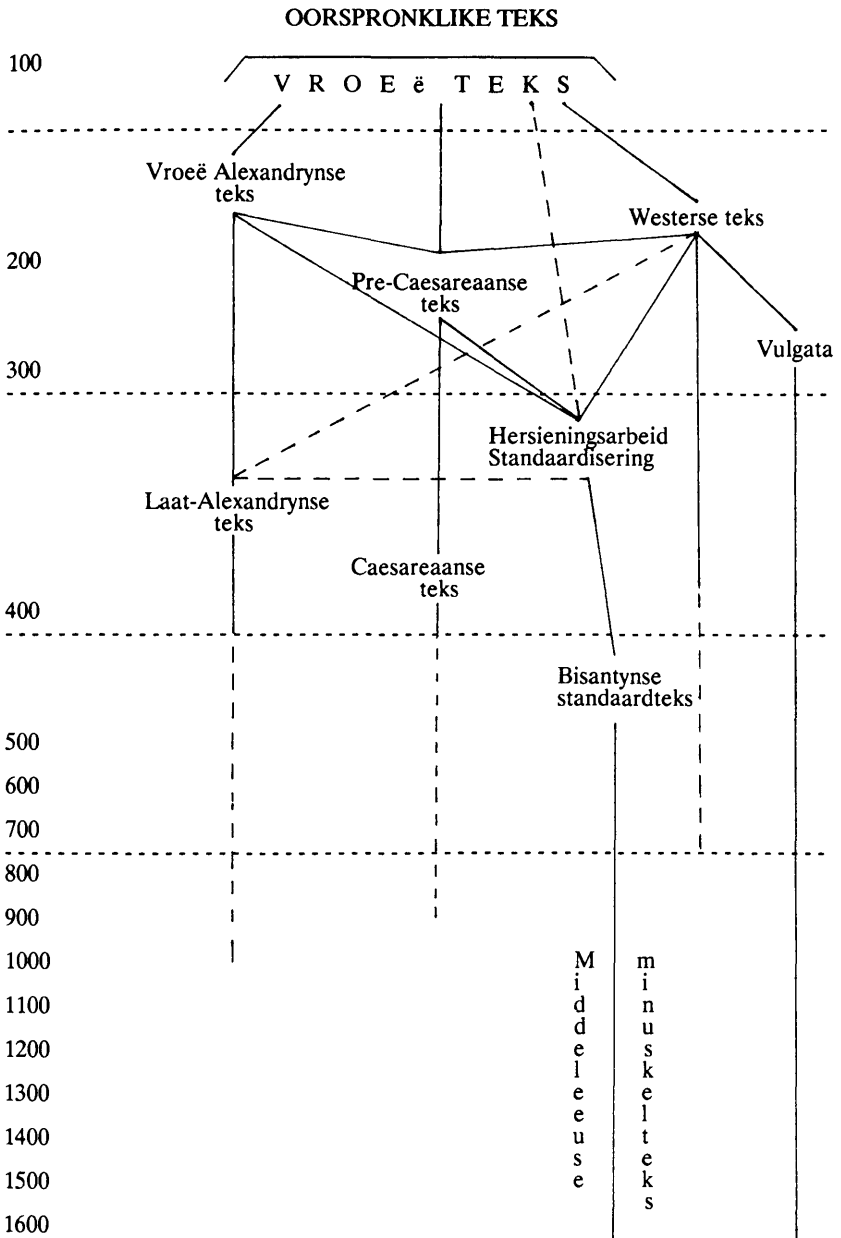 OORSPRONKLIKE TEKS
100
V R O E ë T E K S
Vroeë Alexandrynse
teks
Westerse teks
200
Pre-Caesareaanse
teks
Vulgata
300
Hersieningsarbeid
Standaardisering
Laat-Alexandrynse
teks
Caesareaanse
teks
400
Bisantynse
standaardteks
500
600
700
800
900
1000
1100
1200
1300
1400
1500
1600
Middeleeuse
minuskelteks